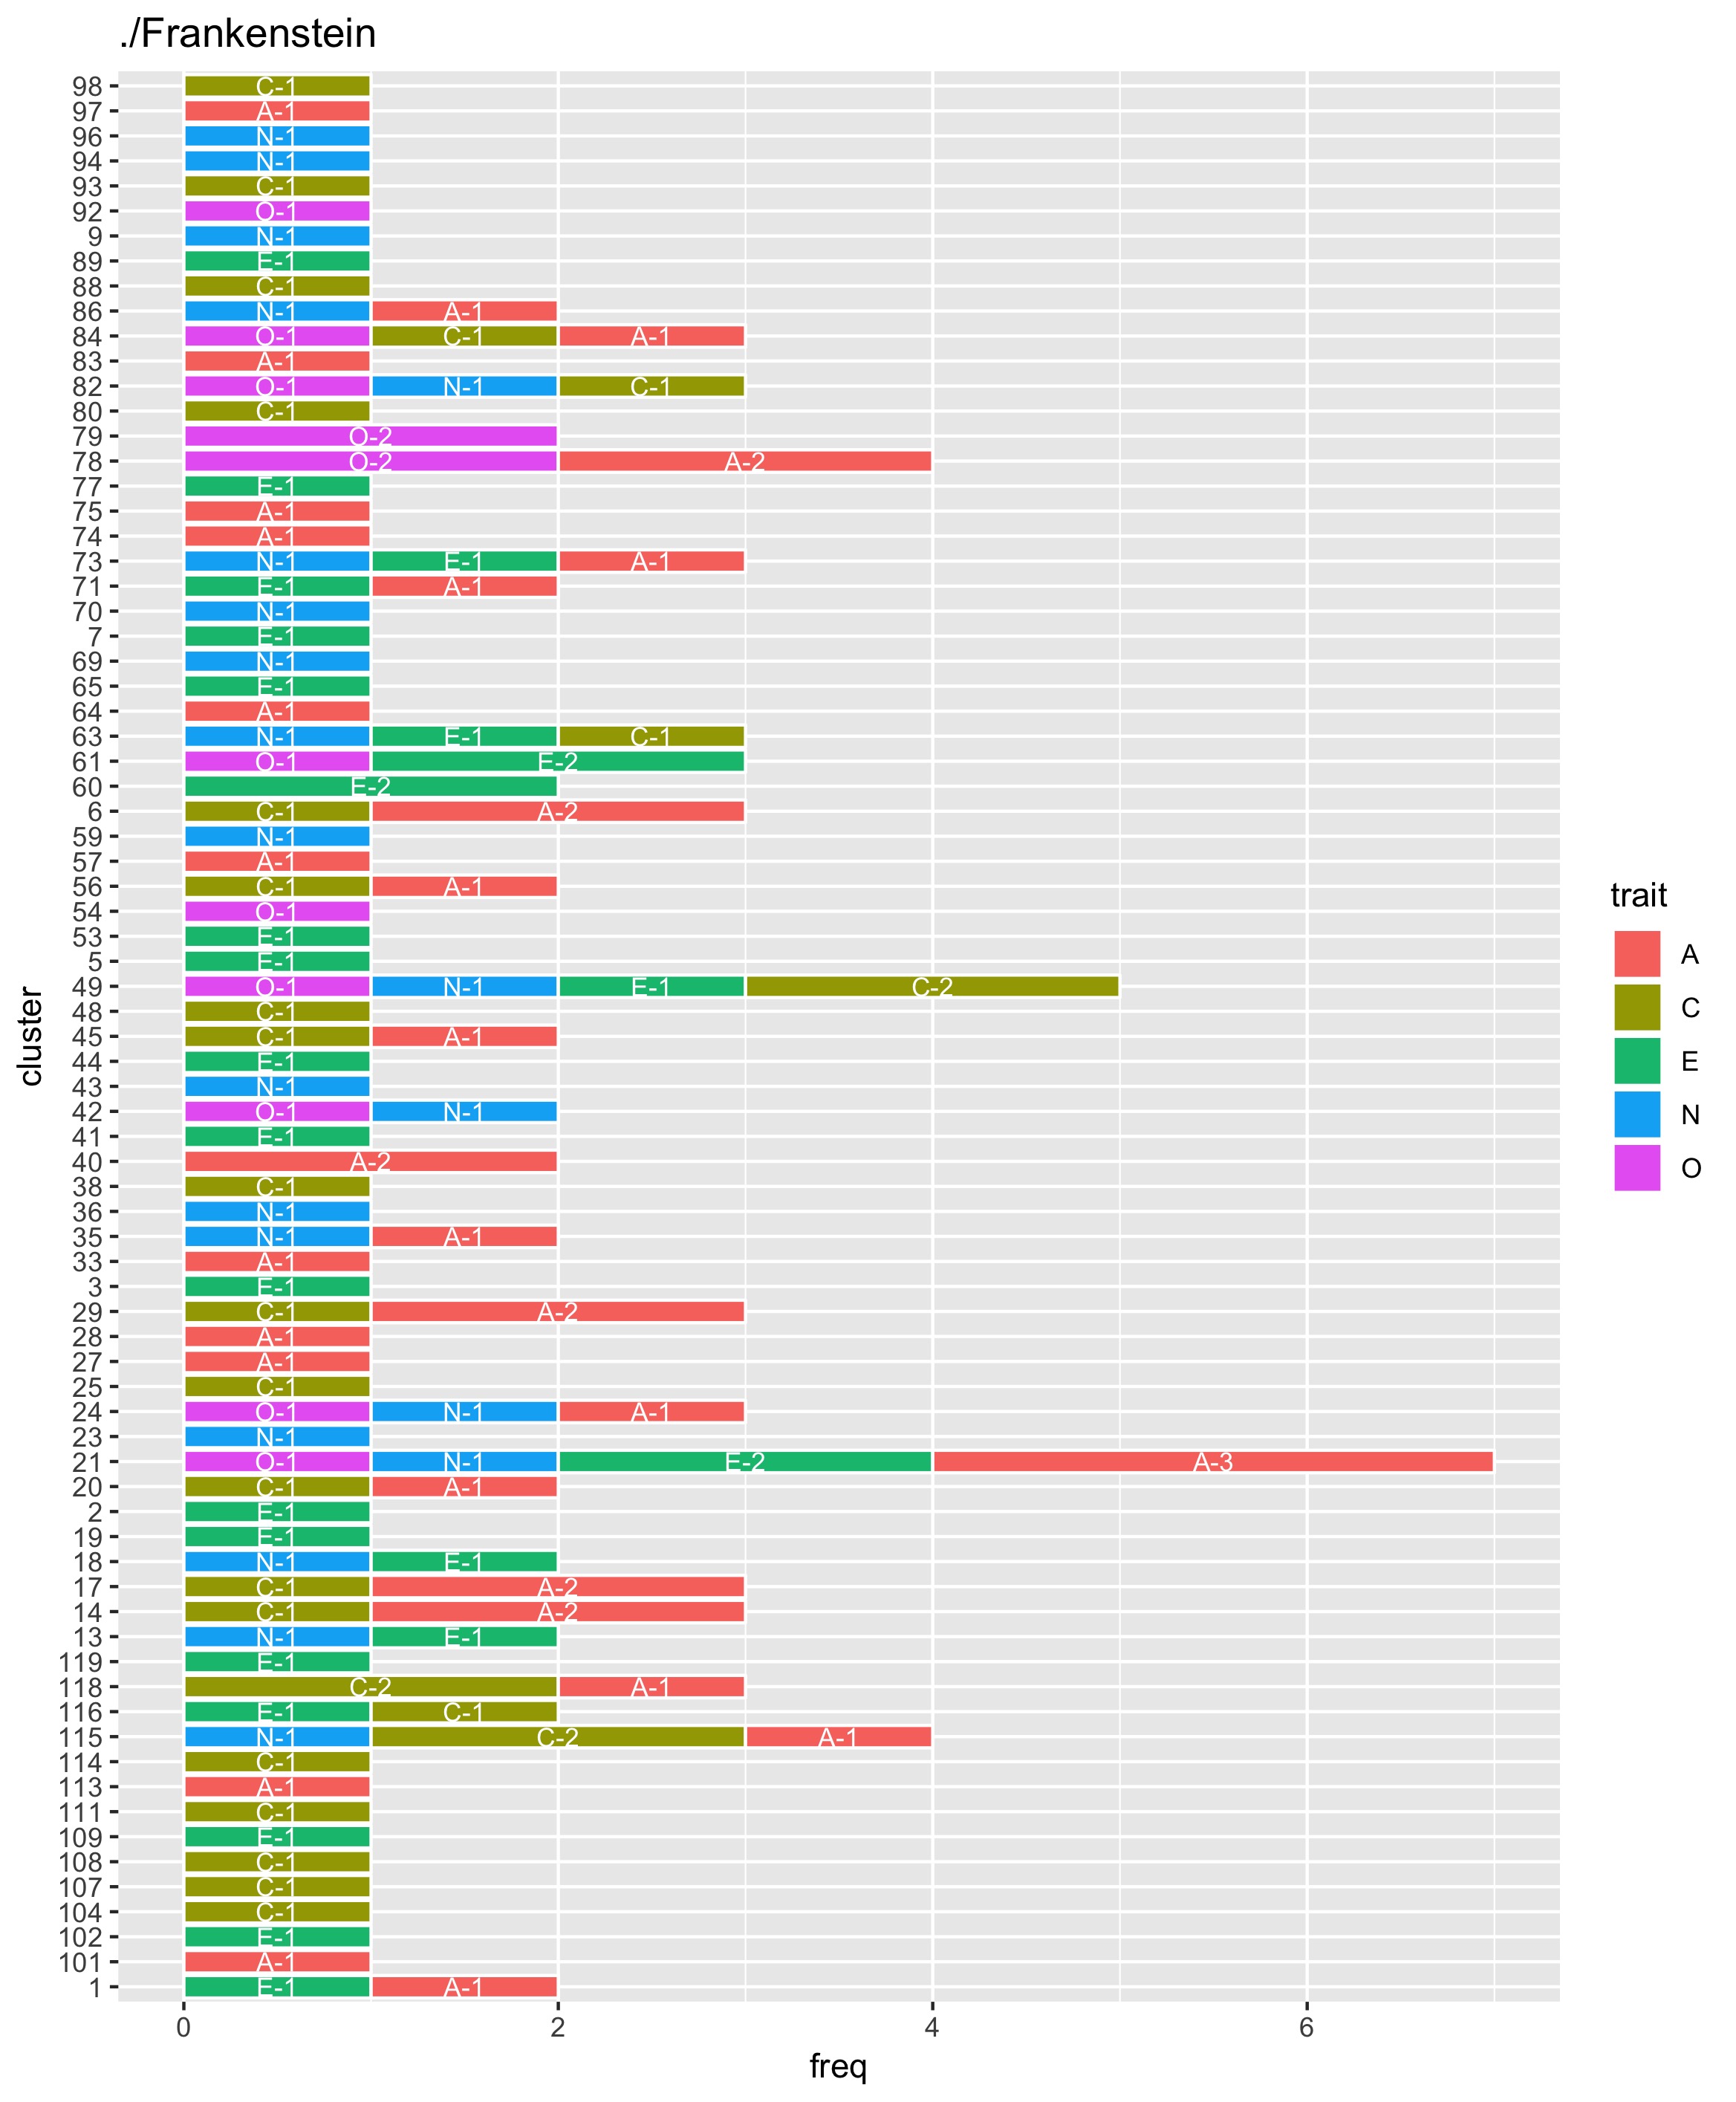 ./Frankenstein
98 C-1
97 A-1
96 N-1
94 N-1
93 C-1
92 O-1
9 N-1
89 E-1
88 C-1
86 N-1 A-1
84 O-1 C-1 A-1
83 A-1
82 O-1 N-1 C-1
80 C-1
79 O-2
78 O-2 A-2
77 E-1
75 A-1
74 A-1
73 N-1 E-1 A-1
71 E-1 A-1
70 N-1
7 E-1
69 N-1
65 E-1
64 A-1
63 N-1 E-1 C-1
61 O-1 E-2
60 E-2
6 C-1 A-2
59 N-1
57 A-1
56 C-1 A-1
54 O-1
53 E-1
5 E-1
49 O-1 N-1 E-1 C-2
48 C-1
45 C-1 A-1
44 E-1
43 N-1
42 O-1 N-1
41 E-1
40 A-2
38 C-1
36 N-1
35 N-1 A-1
33 A-1
3 E-1
29 C-1 A-2
28 A-1
27 A-1
25 C-1
24 O-1 N-1 A-1
23 N-1
21 O-1 N-1 E-2 A-3
20 C-1 A-1
2 E-1
19 E-1
18 N-1 E-1
17 C-1 A-2
14 C-1 A-2
13 N-1 E-1
119 E-1
118 C-2 A-1
116 E-1 C-1
115 N-1 C-2 A-1
114 C-1
113 A-1
111 C-1
109 E-1
108 C-1
107 C-1
104 C-1
102 E-1
101 A-1
1 E-1 A-1
0 2 4 6
freq
cluster
trait
A
C
E
N
O